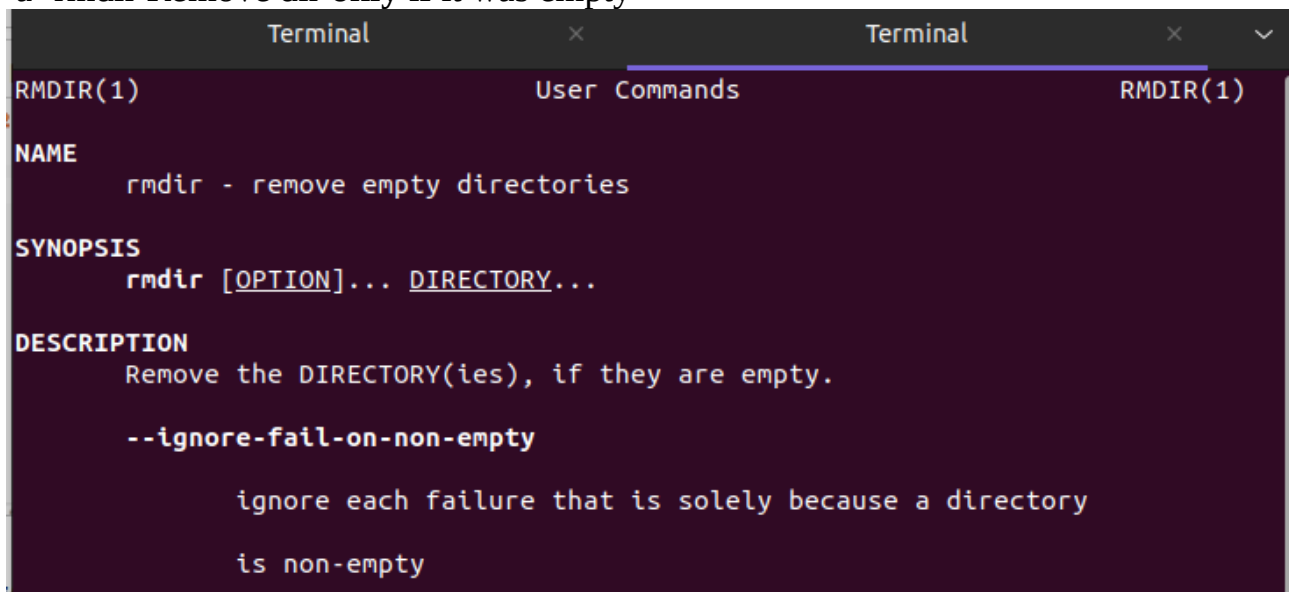 Terminal Terminal
RMDIR(1) User Commands RMDIR(1)
NAME
rmdir - remove empty directories
SYNOPSIS
rmdir [OPTION]... DIRECTORY...
DESCRIPTION
Remove the DIRECTORY(ies), if they are empty.
--ignore-fail-on-non-empty
ignore each failure that is solely because a directory
is non-empty